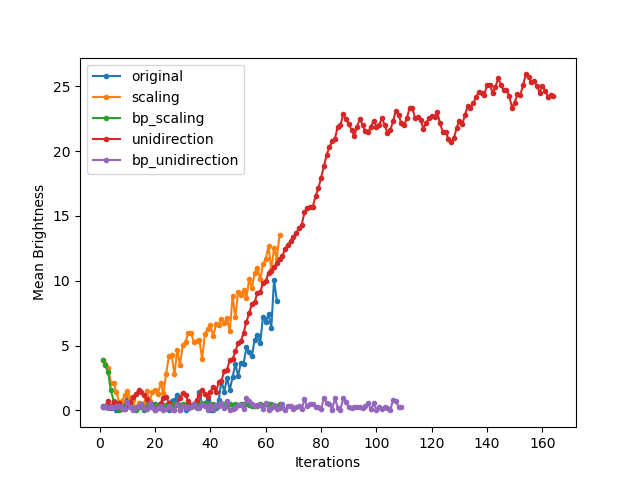 original
scaling
bp_scaling
unidirection
bp_unidirection
25
20
15
10
5
0
Mean Brightness
0 20 40 60 80 100 120 140 160
Iterations